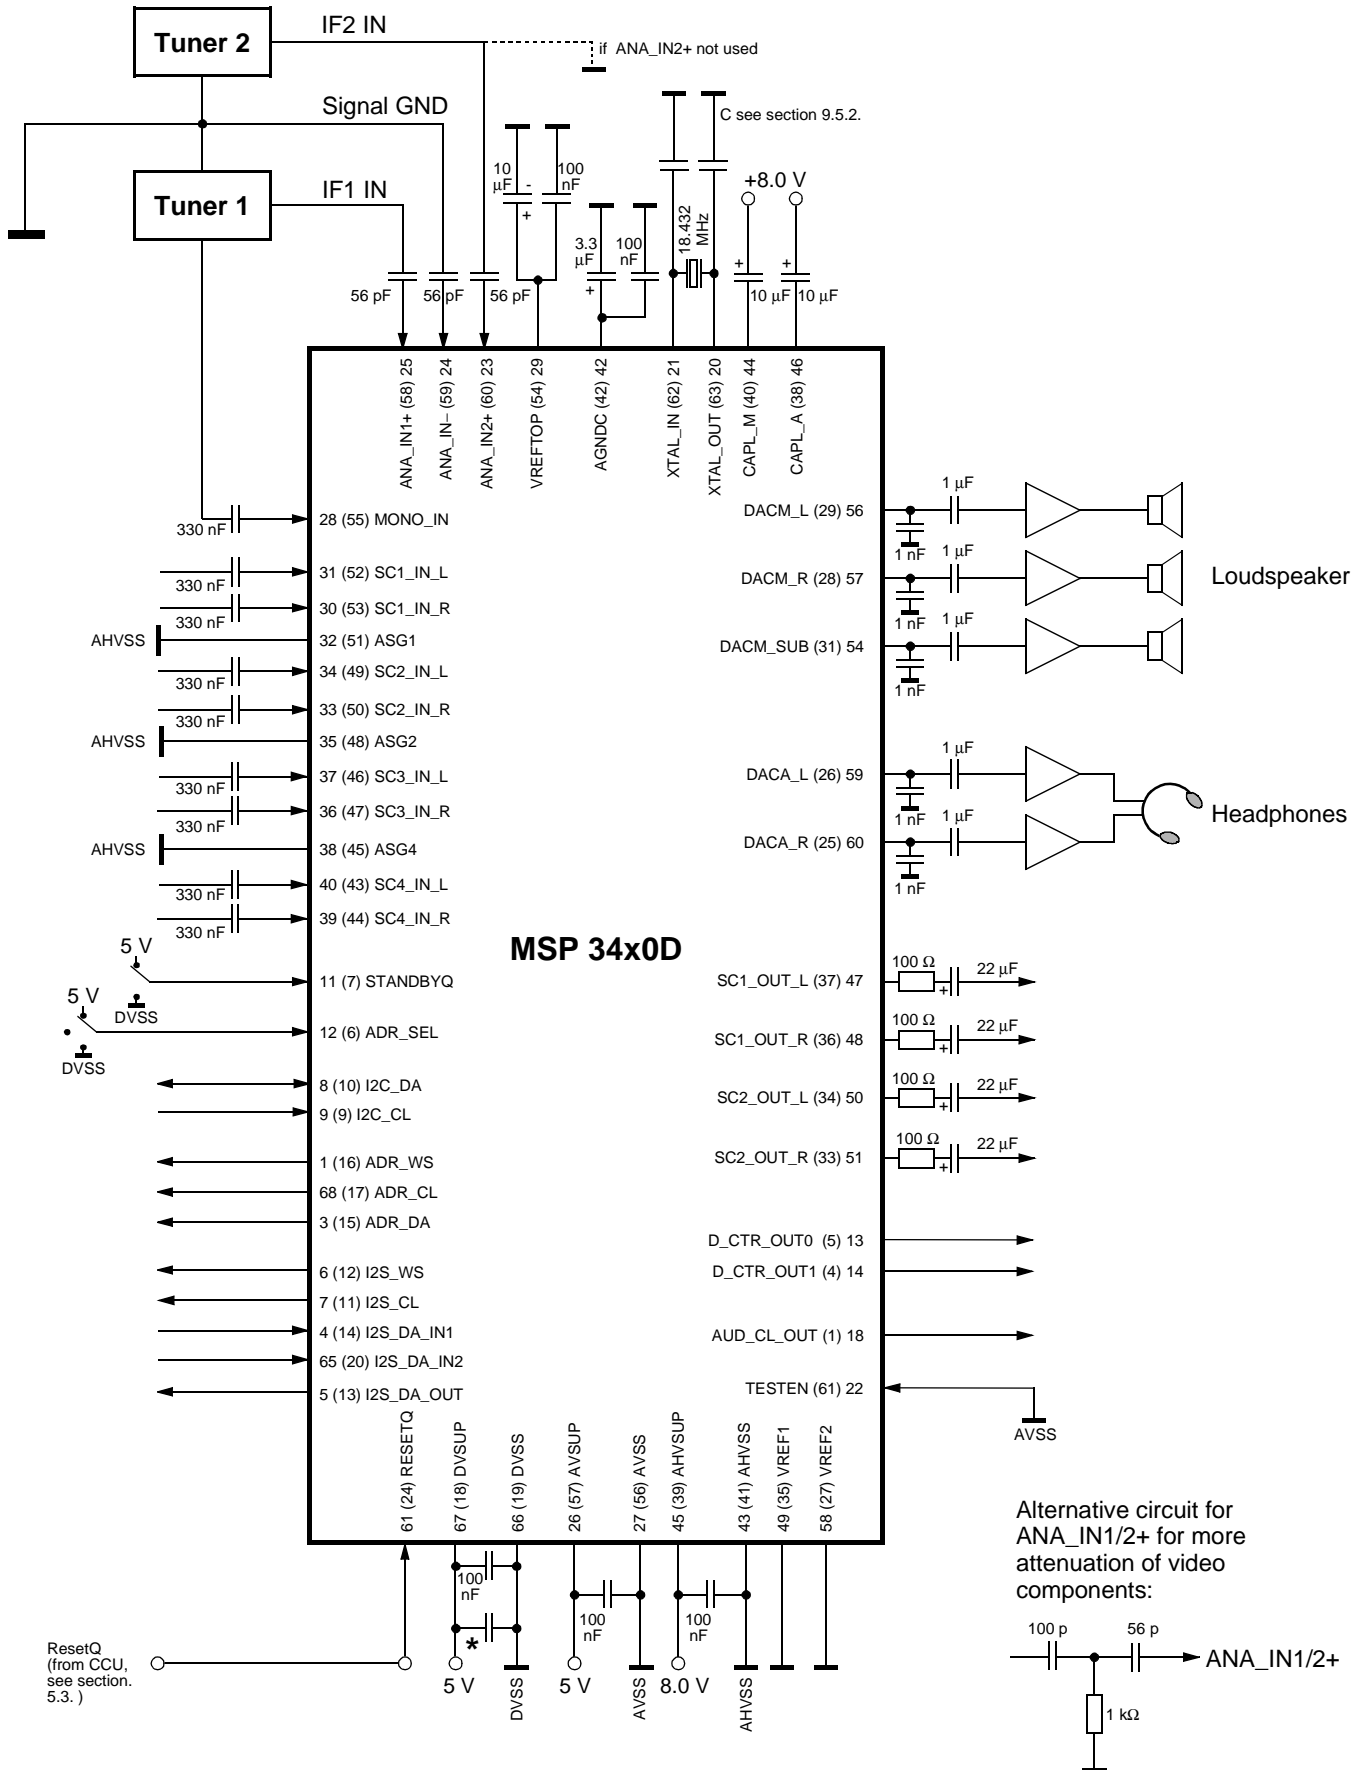 Tuner 2
IF2 IN
if ANA_IN2+ not used
Signal GND
C see section 9.5.2.
Tuner 1
IF1 IN
10
µF
-
+
100
nF
3.3
µF
+
100
nF
18.432
MHz
+8.0 V
+
10 µF
+
10 µF
56 pF
56 pF
56 pF
ANA_IN1+ (58) 25
ANA_IN– (59) 24
ANA_IN2+ (60) 23
VREFTOP (54) 29
AGNDC (42) 42
XTAL_IN (62) 21
XTAL_OUT (63) 20
CAPL_M (40) 44
CAPL_A (38) 46
330 nF
28 (55) MONO_IN
330 nF
31 (52) SC1_IN_L
330 nF
30 (53) SC1_IN_R
AHVSS
32 (51) ASG1
330 nF
34 (49) SC2_IN_L
330 nF
33 (50) SC2_IN_R
AHVSS
35 (48) ASG2
330 nF
37 (46) SC3_IN_L
330 nF
36 (47) SC3_IN_R
AHVSS
38 (45) ASG4
330 nF
40 (43) SC4_IN_L
330 nF
39 (44) SC4_IN_R
5 V
DVSS
11 (7) STANDBYQ
5 V
DVSS
12 (6) ADR_SEL
8 (10) I2C_DA
9 (9) I2C_CL
1 (16) ADR_WS
68 (17) ADR_CL
3 (15) ADR_DA
6 (12) I2S_WS
7 (11) I2S_CL
4 (14) I2S_DA_IN1
65 (20) I2S_DA_IN2
5 (13) I2S_DA_OUT
MSP 34x0D
DACM_L (29) 56
1 nF
1 µF
DACM_R (28) 57
1 nF
1 µF
Loudspeaker
DACM_SUB (31) 54
1 nF
1 µF
DACA_L (26) 59
1 nF
1 µF
Headphones
DACA_R (25) 60
1 nF
1 µF
SC1_OUT_L (37) 47
100 Ω
+
22 µF
SC1_OUT_R (36) 48
100 Ω
+
22 µF
SC2_OUT_L (34) 50
100 Ω
+
22 µF
SC2_OUT_R (33) 51
100 Ω
+
22 µF
D_CTR_OUT0 (5) 13
D_CTR_OUT1 (4) 14
AUD_CL_OUT (1) 18
TESTEN (61) 22
AVSS
61 (24) RESETQ
67 (18) DVSUP
66 (19) DVSS
26 (57) AVSUP
27 (56) AVSS
45 (39) AHVSUP
43 (41) AHVSS
49 (35) VREF1
58 (27) VREF2
100
nF
*
100
nF
100
nF
5 V
DVSS
5 V
AVSS
8.0 V
AHVSS
ResetQ
(from CCU,
see section.
5.3. )
Alternative circuit for
ANA_IN1/2+ for more
attenuation of video
components:
100 p
56 p
ANA_IN1/2+
1 kΩ